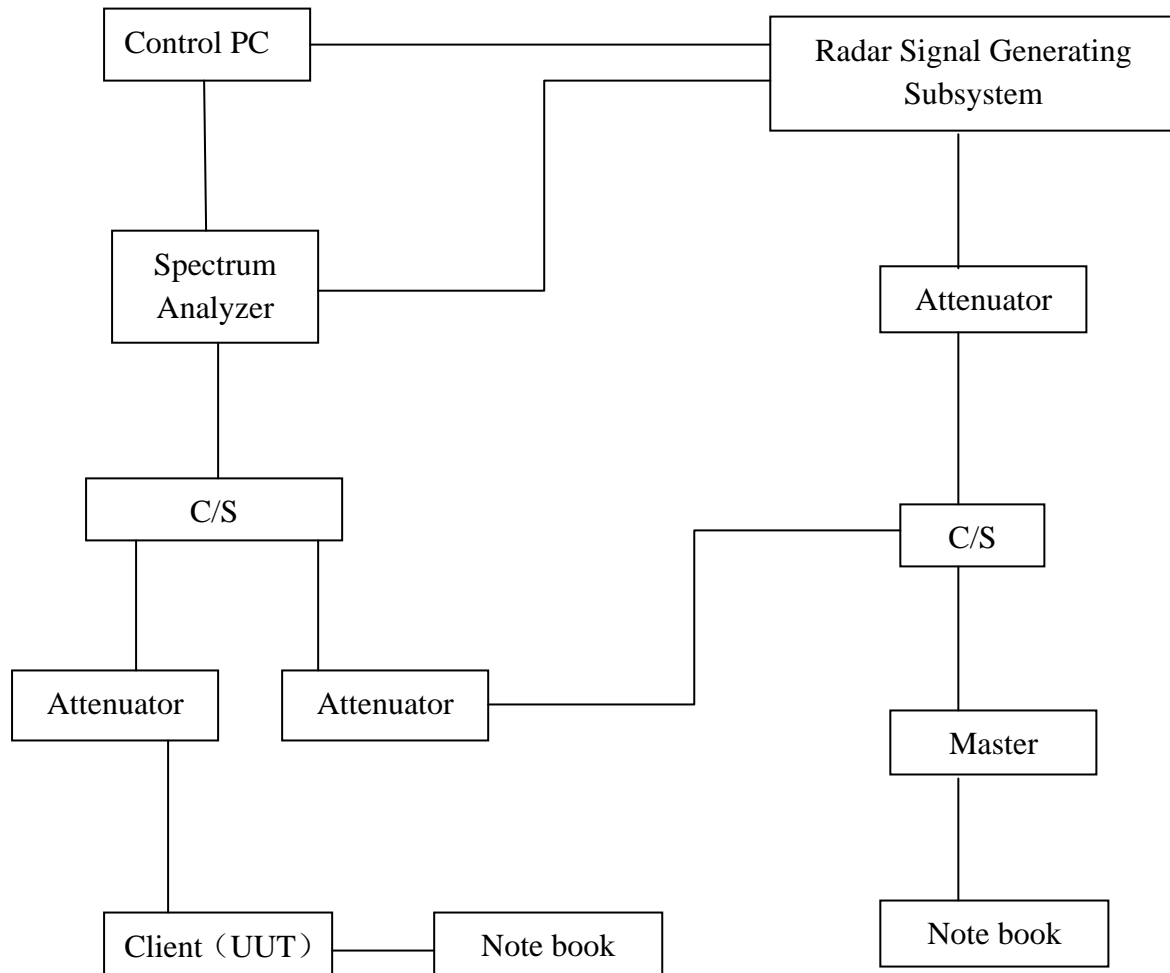 Control PC
Radar Signal Generating
Subsystem
Spectrum
Analyzer
Attenuator
C/S
C/S
Attenuator
Attenuator
Master
Client（UUT）
Note book
Note book